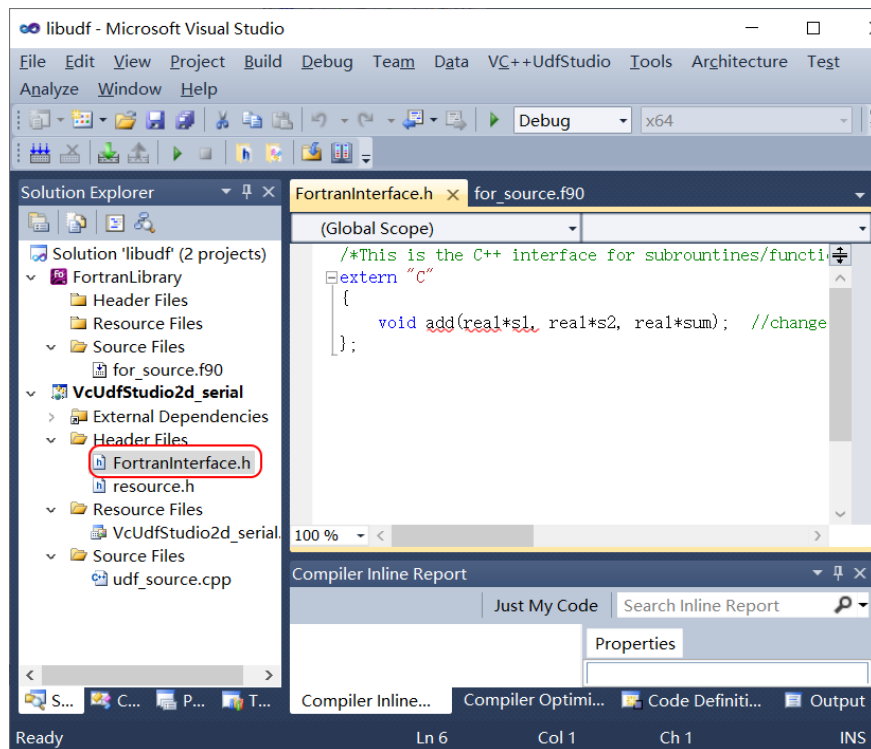 libudf - Microsoft Visual Studio
File Edit View Project Build Debug Team Data VC++UdfStudio Tools Architecture Test
Analyze Window Help
Debug x64
Solution Explorer
Solution 'libudf' (2 projects)
FortranLibrary
Header Files
Resource Files
Source Files
for_source.f90
VcUdfStudio2d_serial
External Dependencies
Header Files
FortranInterface.h
resource.h
Resource Files
VcUdfStudio2d_serial.
Source Files
udf_source.cpp
S... C... P... T...
FortranInterface.h for_source.f90
(Global Scope)
/*This is the C++ interface for subrountines/functi
extern "C"
{
void add(real*s1, real*s2, real*sum); //change
};
100 %
Compiler Inline Report
Just My Code Search Inline Report
Properties
Compiler Inline... Compiler Optimi... Code Definiti... Output
Ready Ln 6 Col 1 Ch 1 INS